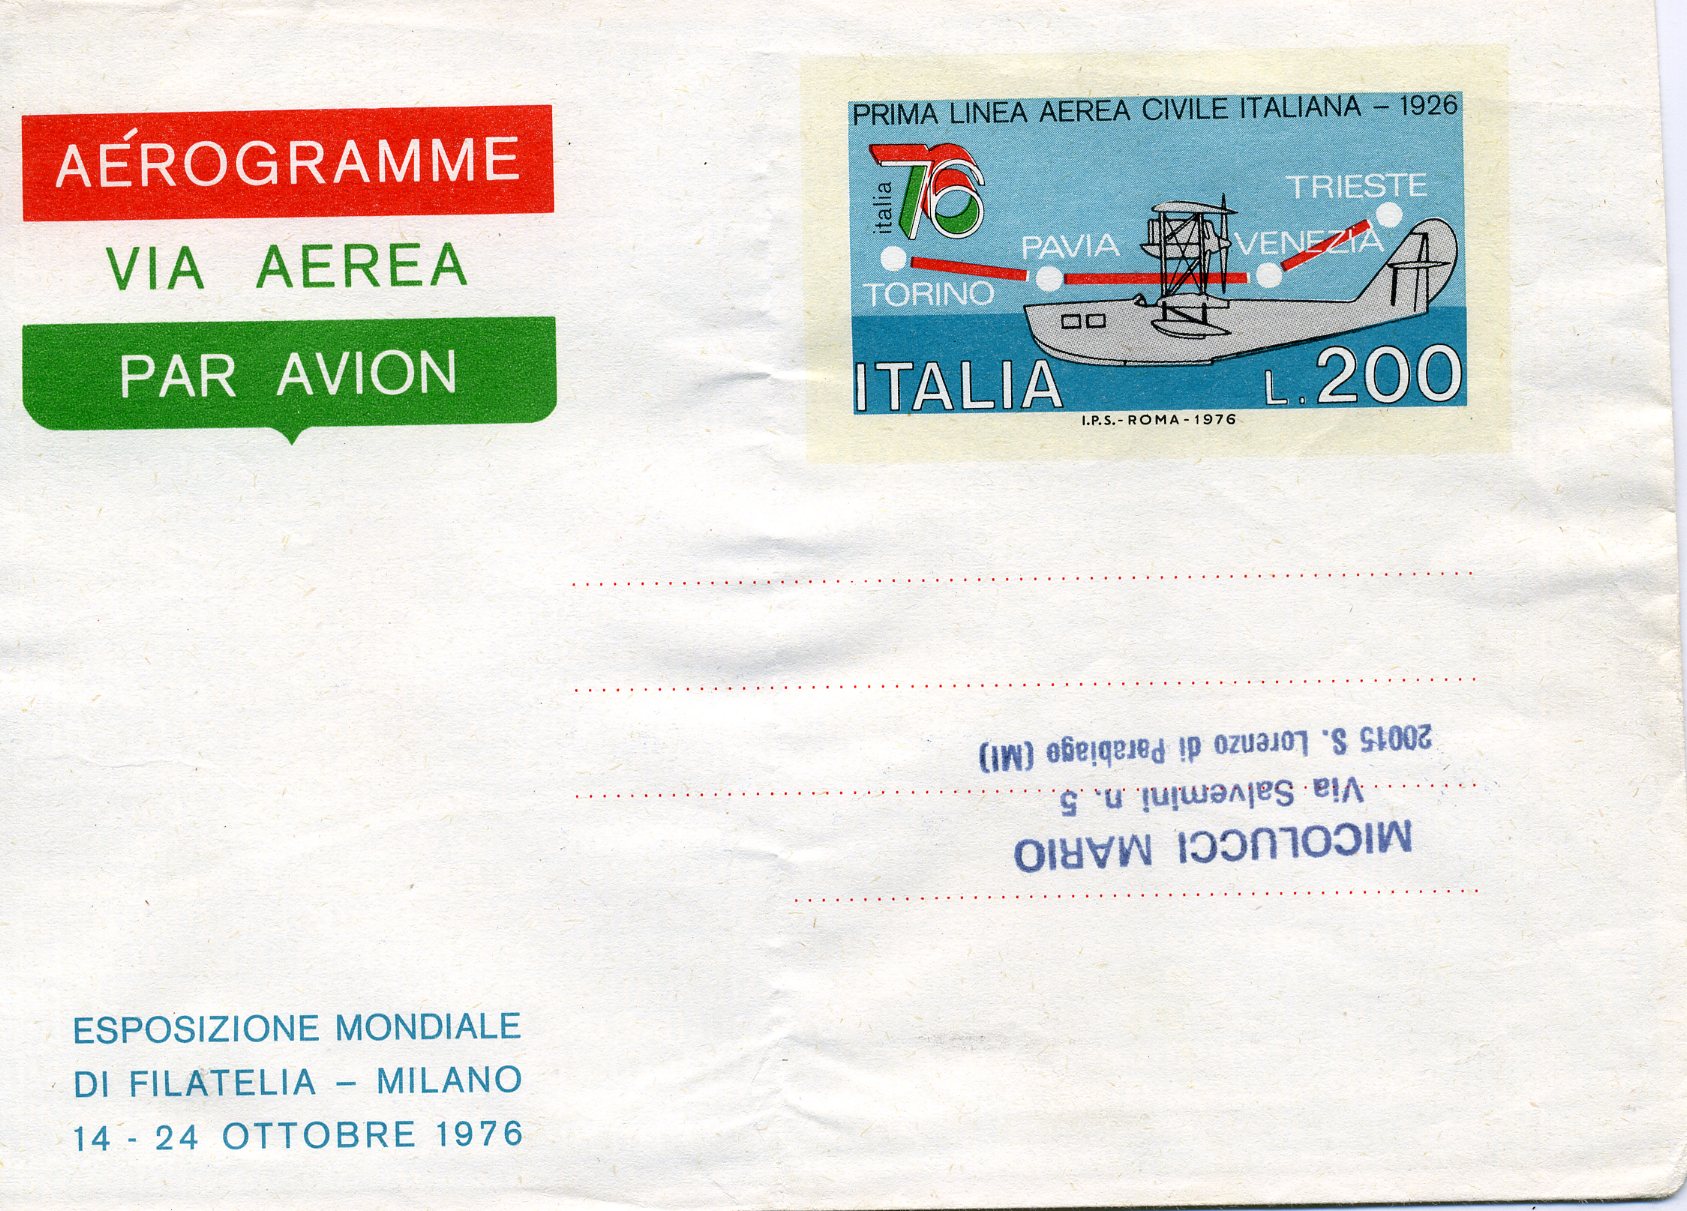 AÉROGRAMME
VIA AEREA
PAR AVION
PRIMA LINEA AEREA CIVILE ITALIANA – 1926
italia 76
TRIESTE
PAVIA
VENEZIA
TORINO
ITALIA
L. 200
I.P.S.-ROMA-1976
MICOLUCCI MARIO
Via Salvemini n. 5
20015 S. Lorenzo di Parabiago (MI)
ESPOSIZIONE MONDIALE
DI FILATELIA – MILANO
14 - 24 OTTOBRE 1976